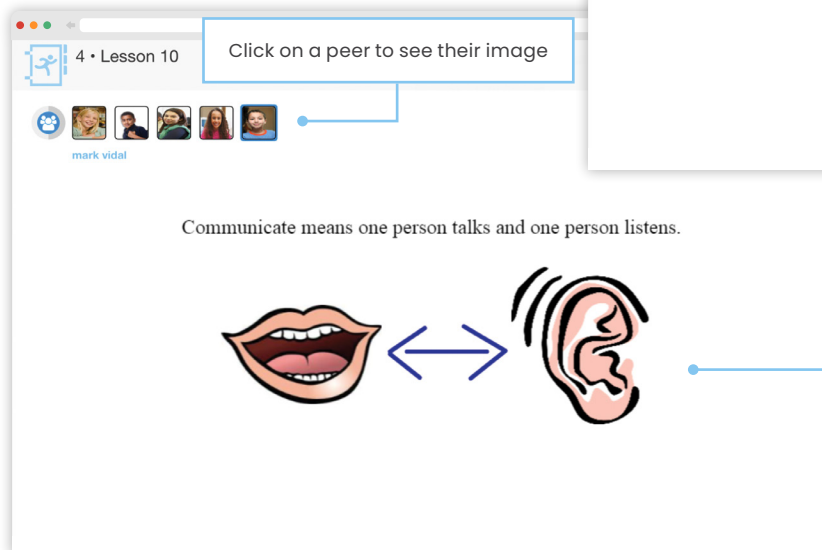 4 • Lesson 10
Click on a peer to see their image
mark vidal
Communicate means one person talks and one person listens.